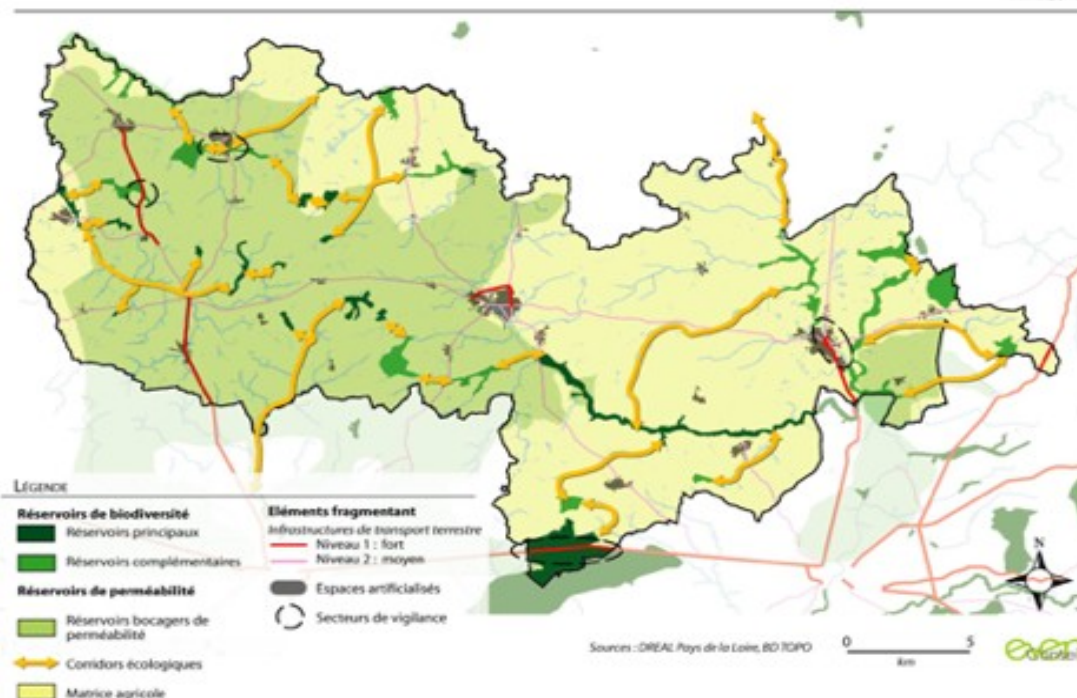 LÉGENDE
Réservoirs de biodiversité
Réservoirs principaux
Réservoirs complémentaires
Réservoirs de perméabilité
Réservoirs bocagers de
perméabilité
Corridors écologiques
Matrice agricole
Eléments fragmentant
Infrastructures de transport terrestre
Niveau 1 : fort
Niveau 2 : moyen
Espaces artificialisés
Secteurs de vigilance
Sources : DREAL Pays de la Loire, BD TOPO
0 5
km
N
even